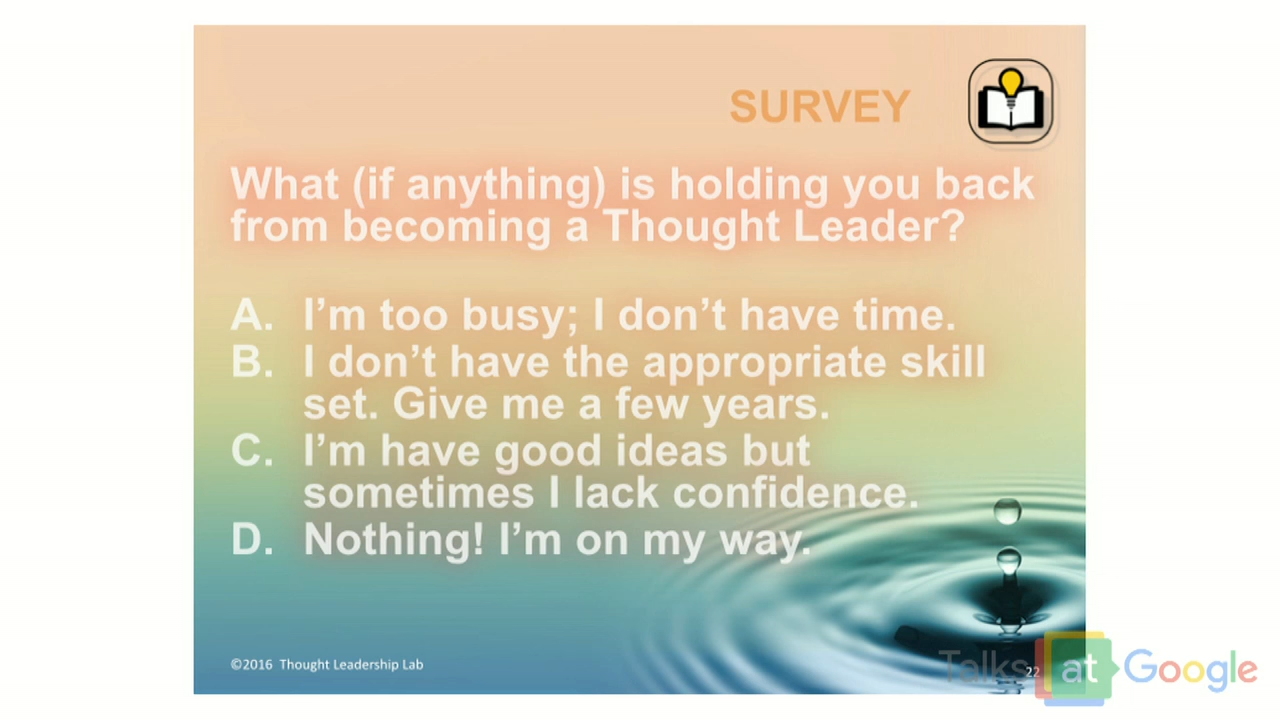 SURVEY
What (if anything) is holding you back
from becoming a Thought Leader?
A. I’m too busy; I don’t have time.
B. I don’t have the appropriate skill
set. Give me a few years.
C. I’m have good ideas but
sometimes I lack confidence.
D. Nothing! I’m on my way.
©2016 Thought Leadership Lab
22
Talks at Google